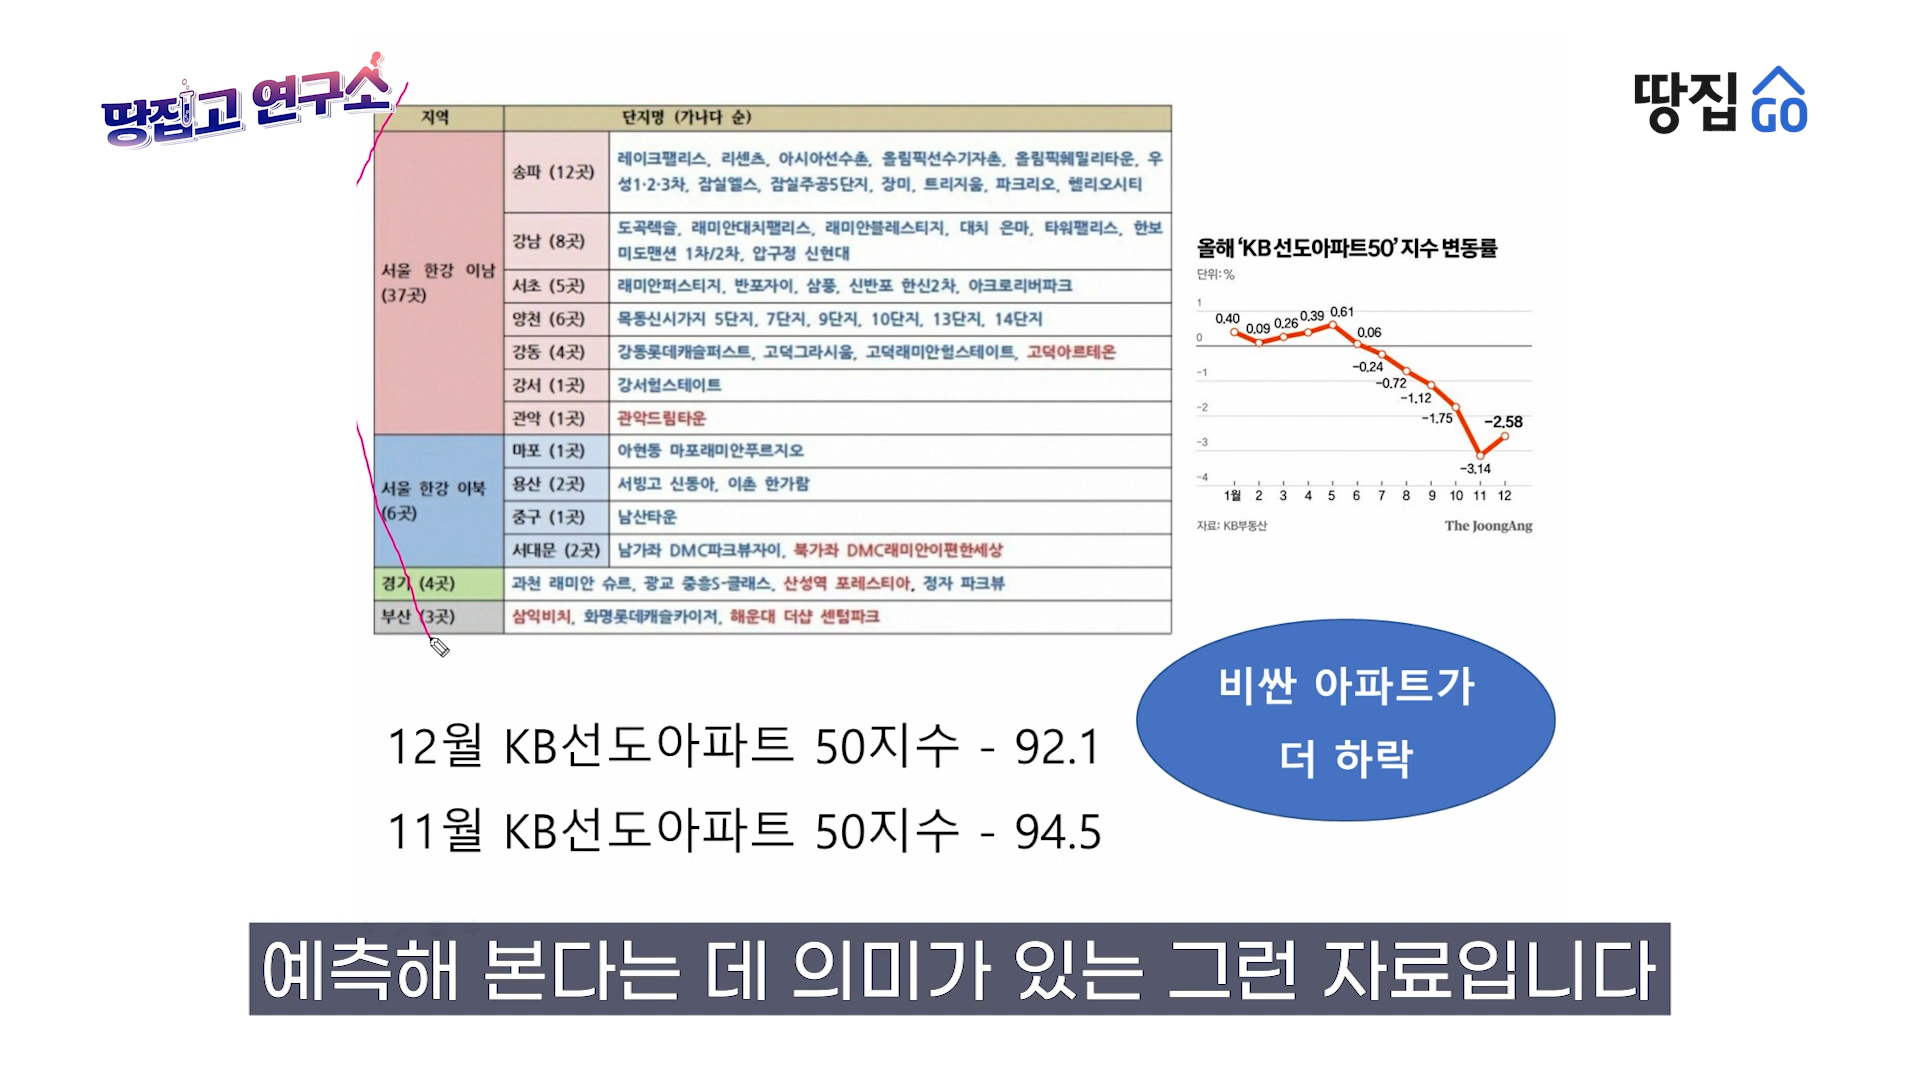 땅집고 연구소
땅집GO
지역 단지명 (가나다 순)
서울 한강 이남
(37곳)
송파 (12곳) 레이크팰리스, 리센츠, 아시아선수촌, 올림픽선수기자촌, 올림픽훼밀리타운, 우
성1·2·3차, 잠실엘스, 잠실주공5단지, 장미, 트리지움, 파크리오, 헬리오시티
강남 (8곳) 도곡렉슬, 래미안대치팰리스, 래미안블레스티지, 대치 은마, 타워팰리스, 한보
미도맨션 1차/2차, 압구정 신현대
서초 (5곳) 래미안퍼스티지, 반포자이, 삼풍, 신반포 한신2차, 아크로리버파크
양천 (6곳) 목동신시가지 5단지, 7단지, 9단지, 10단지, 13단지, 14단지
강동 (4곳) 강동롯데캐슬퍼스트, 고덕그라시움, 고덕래미안힐스테이트, 고덕아르테온
강서 (1곳) 강서힐스테이트
관악 (1곳) 관악드림타운
서울 한강 이북
(6곳)
마포 (1곳) 아현동 마포래미안푸르지오
용산 (2곳) 서빙고 신동아, 이촌 한가람
중구 (1곳) 남산타운
서대문 (2곳) 남가좌 DMC파크뷰자이, 북가좌 DMC래미안이편한세상
경기 (4곳) 과천 래미안 슈르, 광교 중흥S-클래스, 산성역 포레스티아, 정자 파크뷰
부산 (3곳) 삼익비치, 화명롯데캐슬카이저, 해운대 더샵 센텀파크
올해 ‘KB선도아파트50’ 지수 변동률
단위: %
1
0
-1
-2
-3
-4
0.40 0.09 0.26 0.39 0.61 0.06 -0.24 -0.72 -1.12 -1.75 -3.14 -2.58
1월 2 3 4 5 6 7 8 9 10 11 12
자료: KB부동산 The JoongAng
비싼 아파트가
더 하락
12월 KB선도아파트 50지수 - 92.1
11월 KB선도아파트 50지수 - 94.5
예측해 본다는 데 의미가 있는 그런 자료입니다